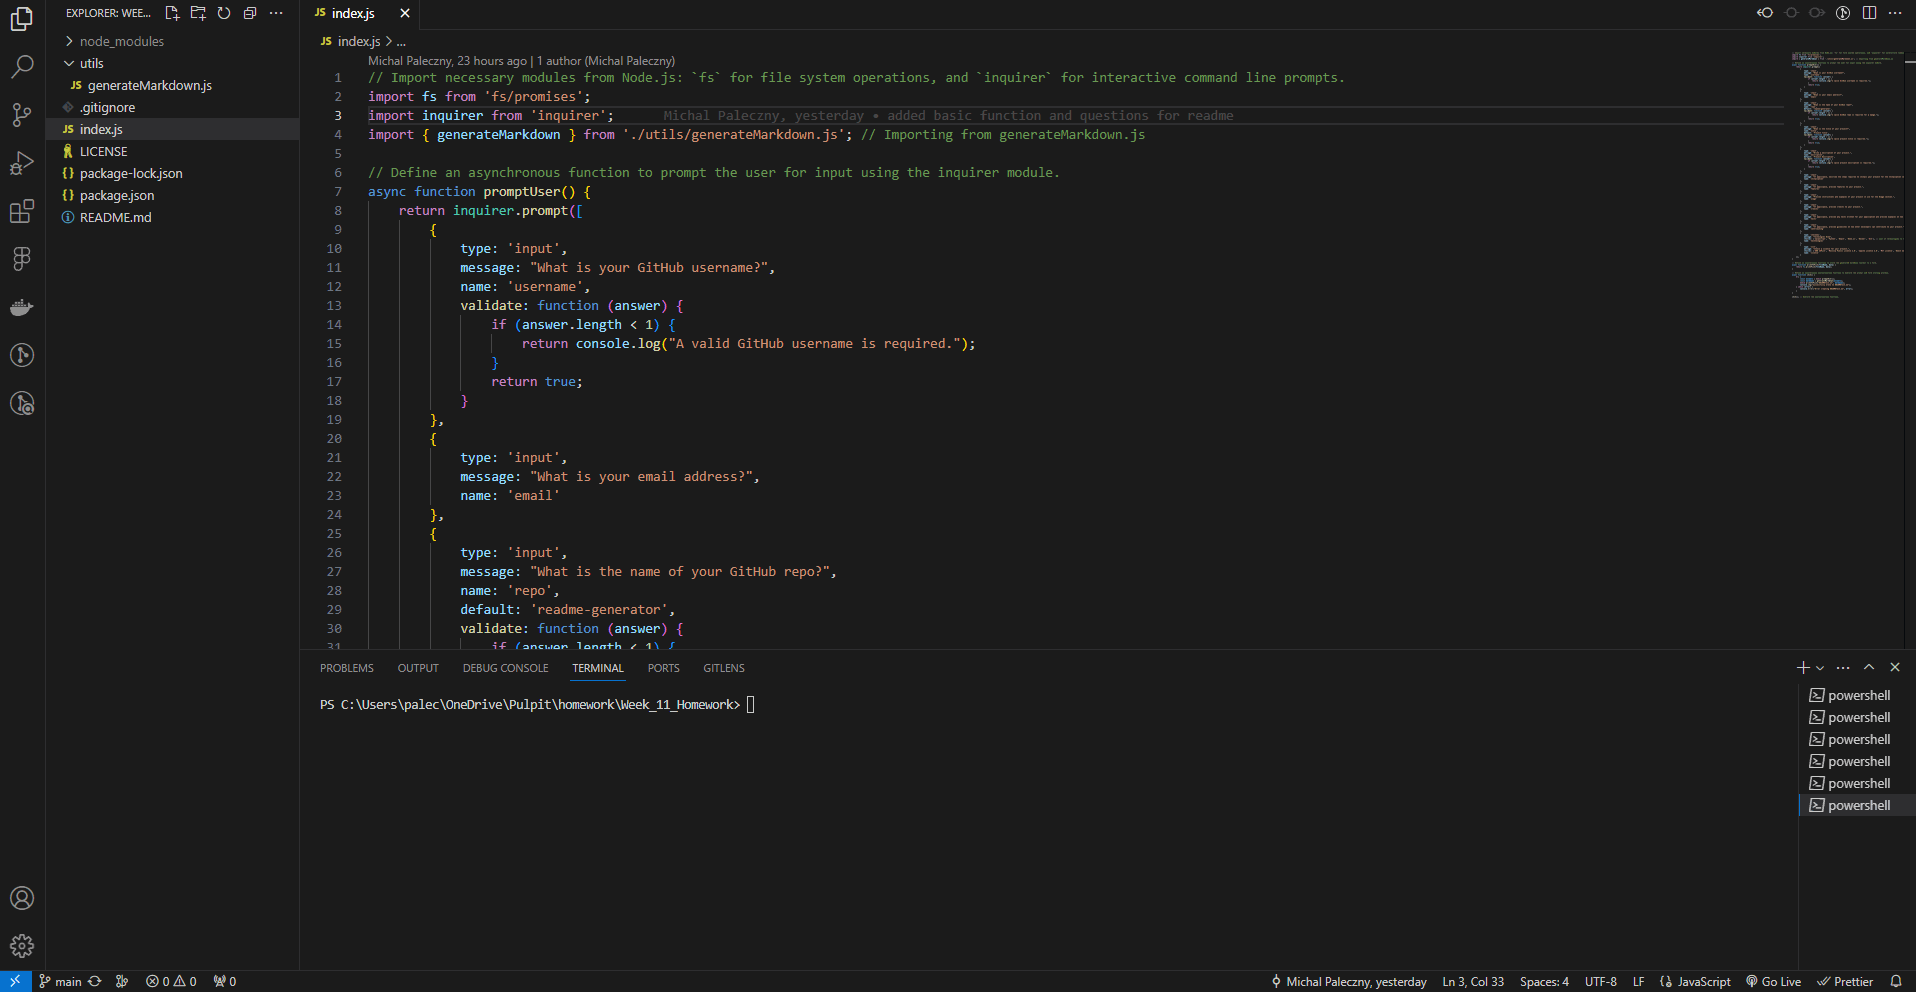 EXPLORER: WEE...
node_modules
utils
JS generateMarkdown.js
.gitignore
JS index.js
LICENSE
{} package-lock.json
{} package.json
README.md
JS index.js
JS index.js > ...
Michal Paleczny, 23 hours ago | 1 author (Michal Paleczny)
1 // Import necessary modules from Node.js: `fs` for file system operations, and `inquirer` for interactive command line prompts.
2 import fs from 'fs/promises';
3 import inquirer from 'inquirer'; Michal Paleczny, yesterday • added basic function and questions for readme
4 import { generateMarkdown } from './utils/generateMarkdown.js'; // Importing from generateMarkdown.js
5
6 // Define an asynchronous function to prompt the user for input using the inquirer module.
7 async function promptUser() {
8 return inquirer.prompt([
9 {
10 type: 'input',
11 message: "What is your GitHub username?",
12 name: 'username',
13 validate: function (answer) {
14 if (answer.length < 1) {
15 return console.log("A valid GitHub username is required.");
16 }
17 return true;
18 }
19 },
20 {
21 type: 'input',
22 message: "What is your email address?",
23 name: 'email'
24 },
25 {
26 type: 'input',
27 message: "What is the name of your GitHub repo?",
28 name: 'repo',
29 default: 'readme-generator',
30 validate: function (answer) {
31 if (answer.length < 1) {
PROBLEMS OUTPUT DEBUG CONSOLE TERMINAL PORTS GITLENS
PS C:\Users\palec\OneDrive\Pulpit\homework\Week_11_Homework>
powershell
powershell
powershell
powershell
powershell
powershell
main 0 0 0 Michal Paleczny, yesterday Ln 3, Col 33 Spaces: 4 UTF-8 LF {} JavaScript Go Live Prettier